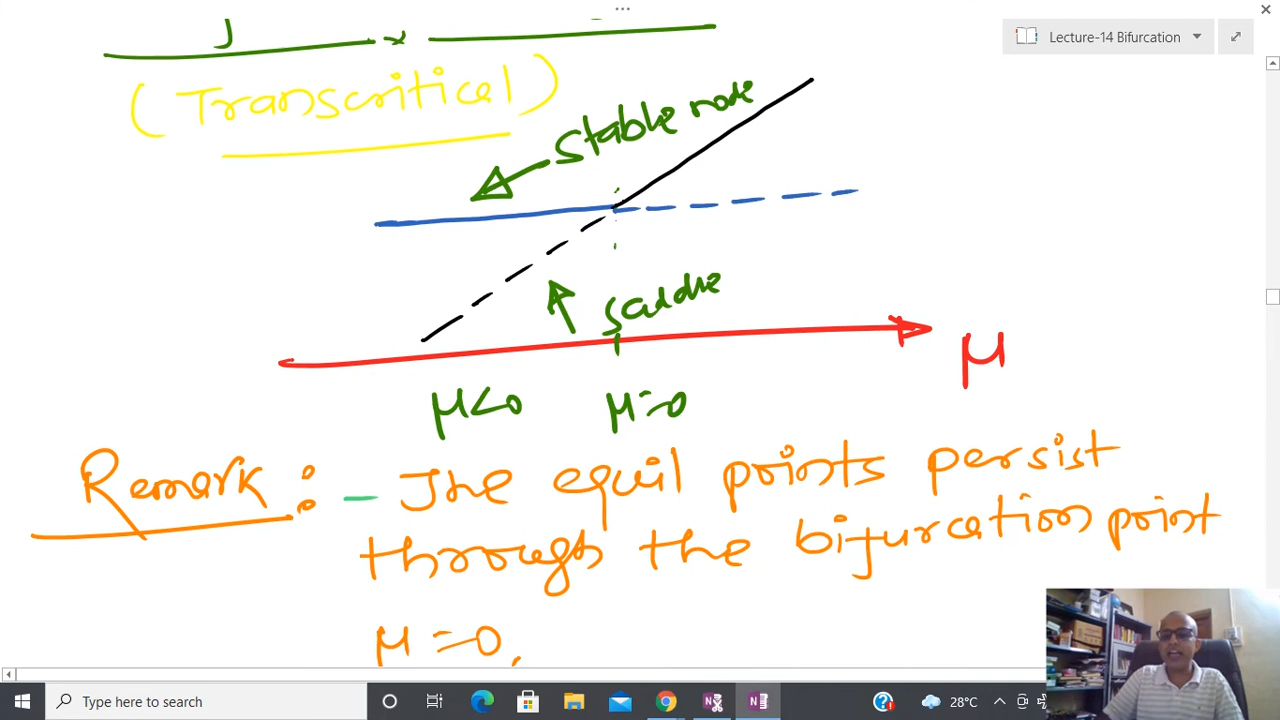 Lecture-14 Bifurcation
(Transcritical)
Stable node
Saddle
μ
μ<0
μ=0
Remark : - The equil points persist
through the bifurcation point
μ=0,
Type here to search
28°C